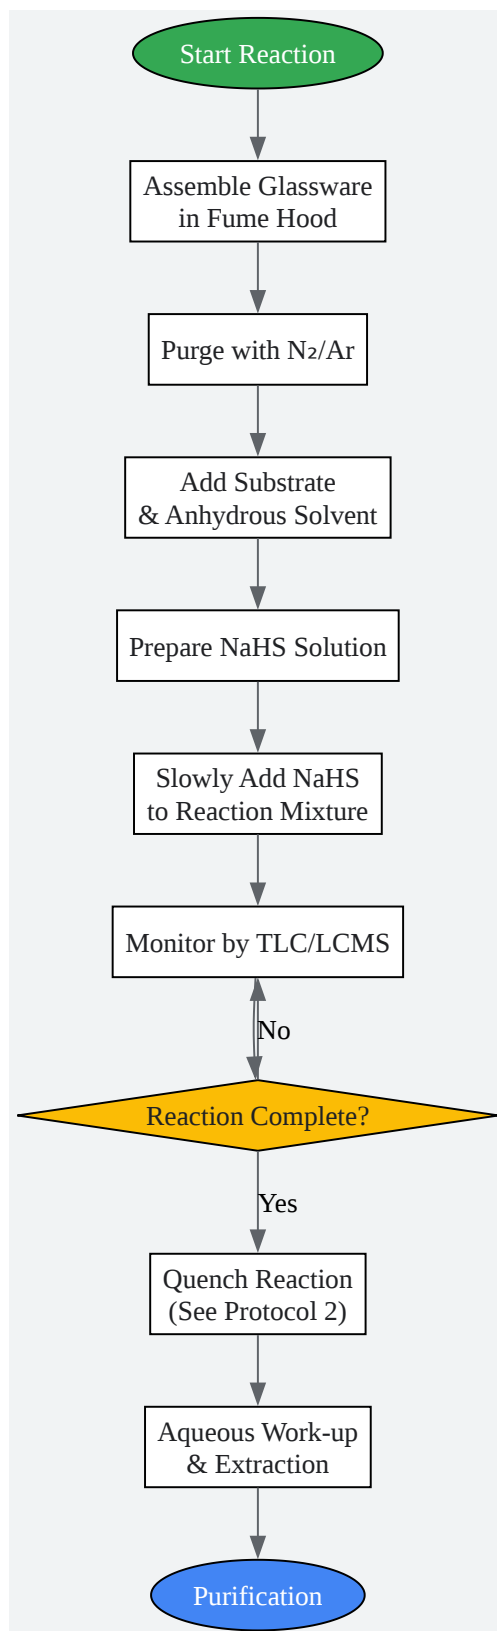 Start Reaction
Assemble Glassware
in Fume Hood
Purge with N₂/Ar
Add Substrate
& Anhydrous Solvent
Prepare NaHS Solution
Slowly Add NaHS
to Reaction Mixture
Monitor by TLC/LCMS
No
Reaction Complete?
Yes
Quench Reaction
(See Protocol 2)
Aqueous Work-up
& Extraction
Purification